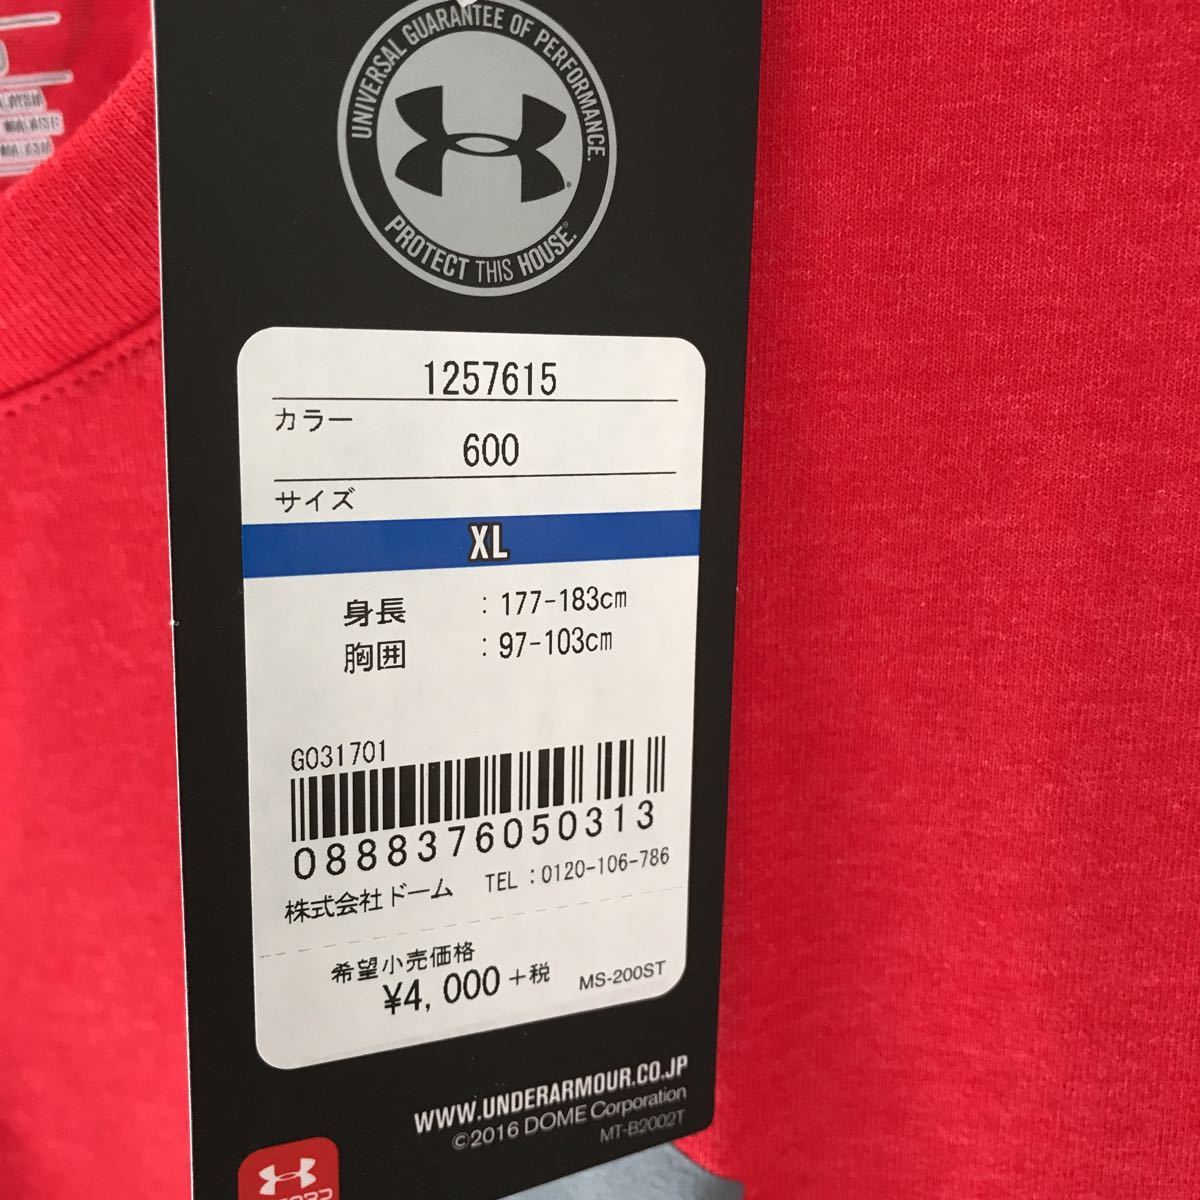 UNIVERSAL GUARANTEE OF PERFORMANCE.
PROTECT THIS HOUSE.®
1257615
カラー
600
サイズ
XL
身長 : 177-183cm
胸囲 : 97-103cm
G031701
0888376050313
株式会社ドーム TEL : 0120-106-786
希望小売価格
¥4,000 +税 MS-200ST
WWW.UNDERARMOUR.CO.JP
©2016 DOME Corporation
MT-B2002T